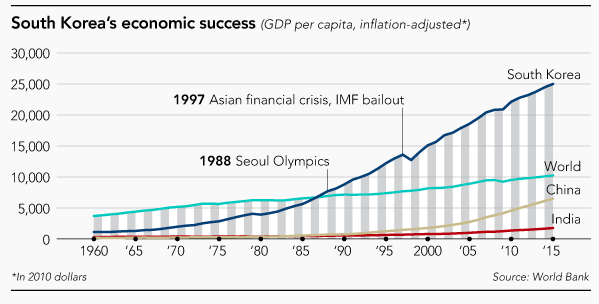 South Korea's economic success (GDP per capita, inflation-adjusted*)
30,000
25,000
South Korea
20,000
1997 Asian financial crisis, IMF bailout
15,000
1988 Seoul Olympics
10,000
World
China
5,000
India
0
1960 '65 '70 '75 '80 '85 '90 '95 2000 '05 '10 '15
*In 2010 dollars Source: World Bank